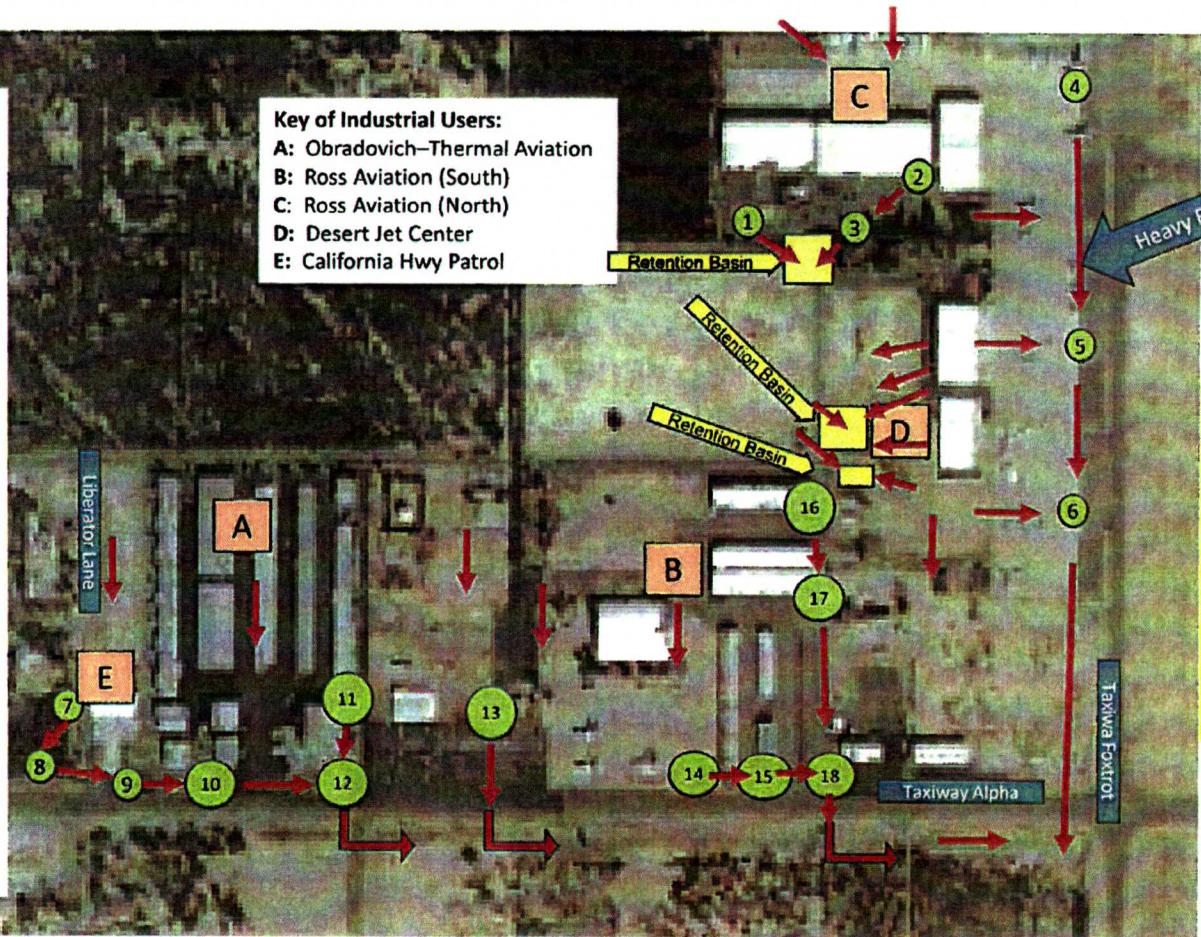 Key of Industrial Users:
A: Obradovich–Thermal Aviation
B: Ross Aviation (South)
C: Ross Aviation (North)
D: Desert Jet Center
E: California Hwy Patrol
C
4
2
1
3
Heavy
Retention Basin
5
Retention Basin
D
Retention Basin
16
6
Liberator Lane
A
B
17
E
7
11
13
8
9
10
12
14
15
18
Taxiway Alpha
Taxiwa Foxtrot